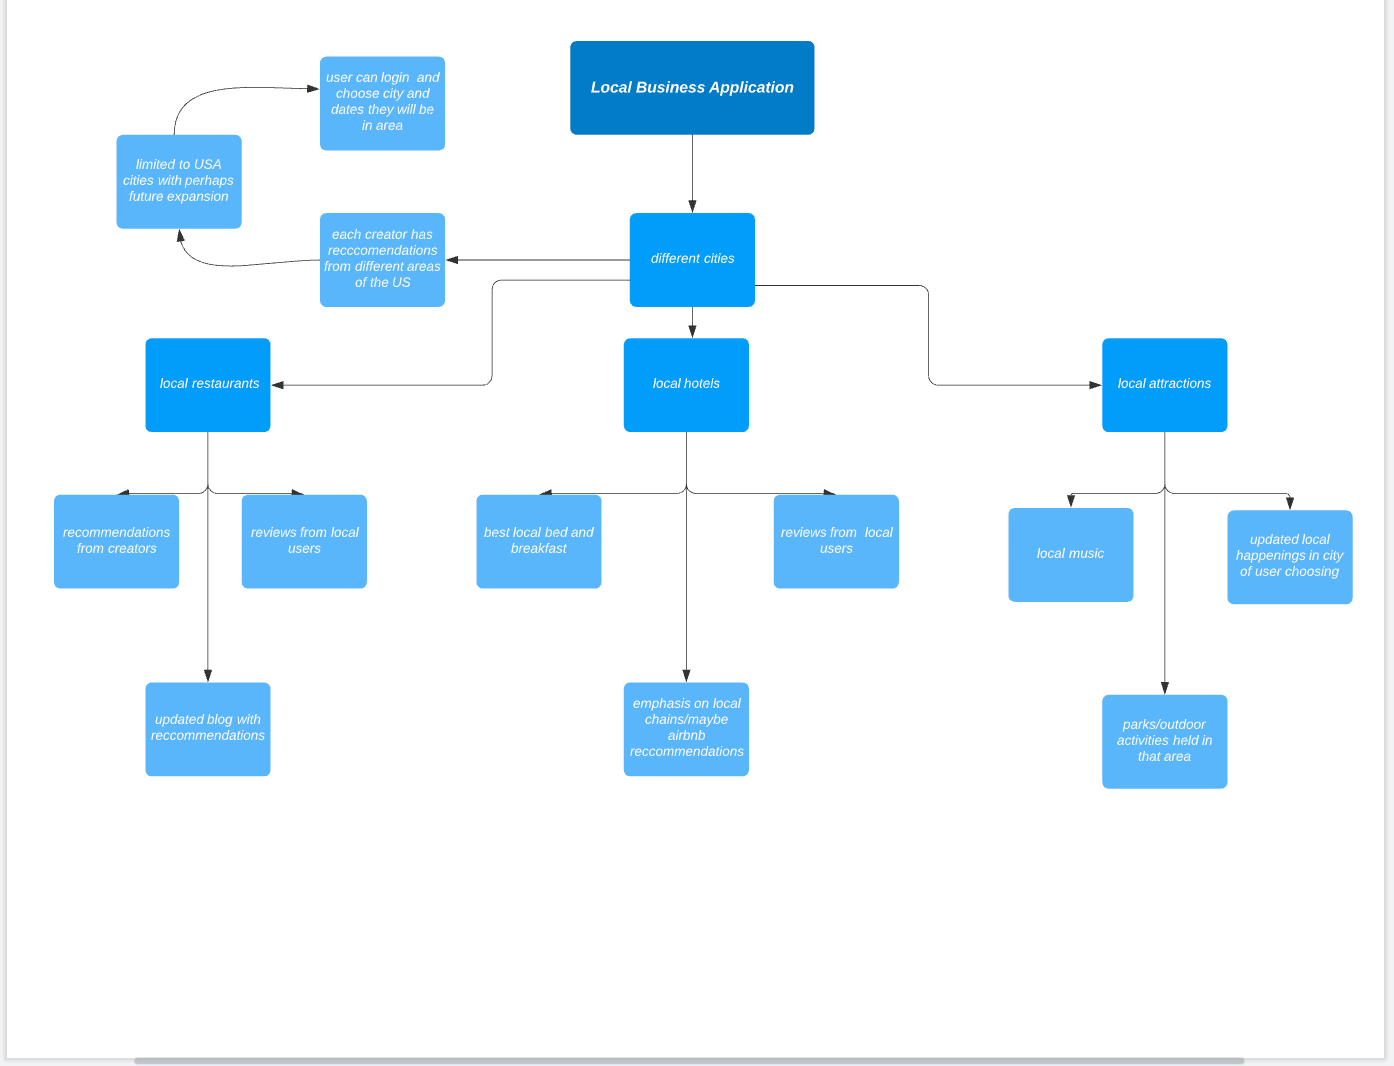 Local Business Application
user can login  and
choose city and
dates they will be
in area
limited to USA
cities with perhaps
future expansion
each creator has
recccomendations
from different areas
of the US
different cities
local restaurants
local hotels
local attractions
recommendations
from creators
reviews from local
users
best local bed and
breakfast
reviews from  local
users
local music
updated local
happenings in city
of user choosing
updated blog with
reccommendations
emphasis on local
chains/maybe
airbnb
reccommendations
parks/outdoor
activities held in
that area